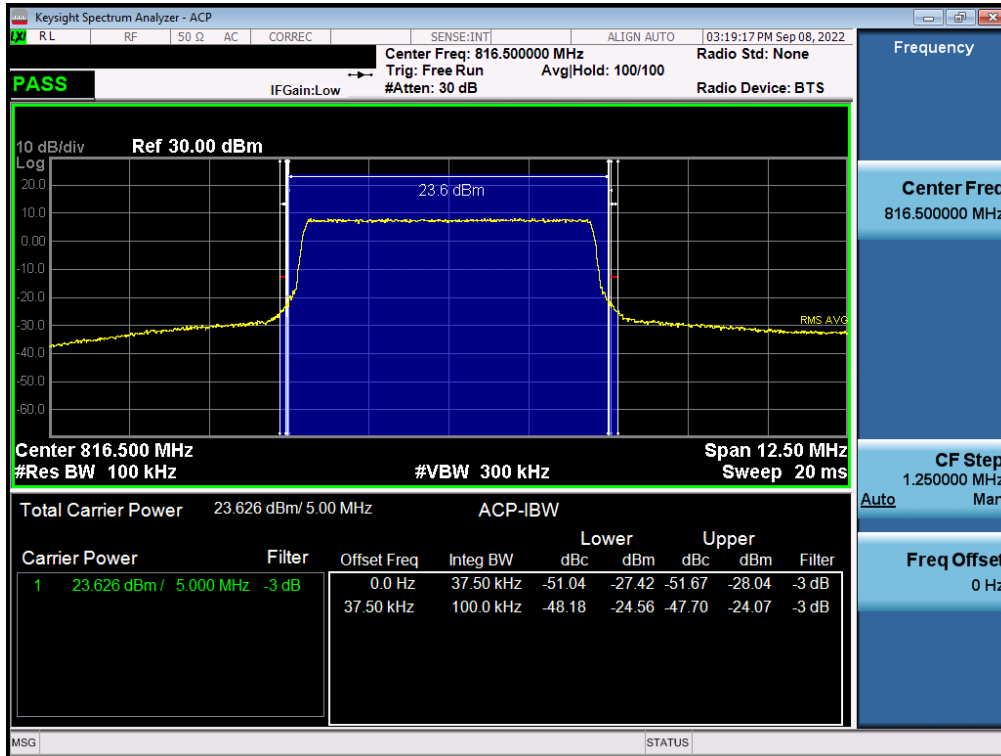 Keysight Spectrum Analyzer - ACP
LXI RL RF 50 Ω AC CORREC SENSE:INT ALIGN AUTO 03:19:17 PM Sep 08, 2022
Center Freq: 816.500000 MHz Radio Std: None
Trig: Free Run Avg|Hold: 100/100
PASS IFGain:Low #Atten: 30 dB Radio Device: BTS
10 dB/div Ref 30.00 dBm
Log
20.0
23.6 dBm
10.0
0.00
-10.0
-20.0
-30.0
RMS AVG
-40.0
-50.0
-60.0
Center 816.500 MHz Span 12.50 MHz
#Res BW 100 kHz #VBW 300 kHz Sweep 20 ms
Total Carrier Power 23.626 dBm/ 5.00 MHz ACP-IBW
Lower Upper
Carrier Power Filter Offset Freq Integ BW dBc dBm dBc dBm Filter
1 23.626 dBm / 5.000 MHz -3 dB 0.0 Hz 37.50 kHz -51.04 -27.42 -51.67 -28.04 -3 dB
37.50 kHz 100.0 kHz -48.18 -24.56 -47.70 -24.07 -3 dB
MSG STATUS
Frequency
Center Freq
816.500000 MHz
CF Step
1.250000 MHz
Auto Man
Freq Offset
0 Hz